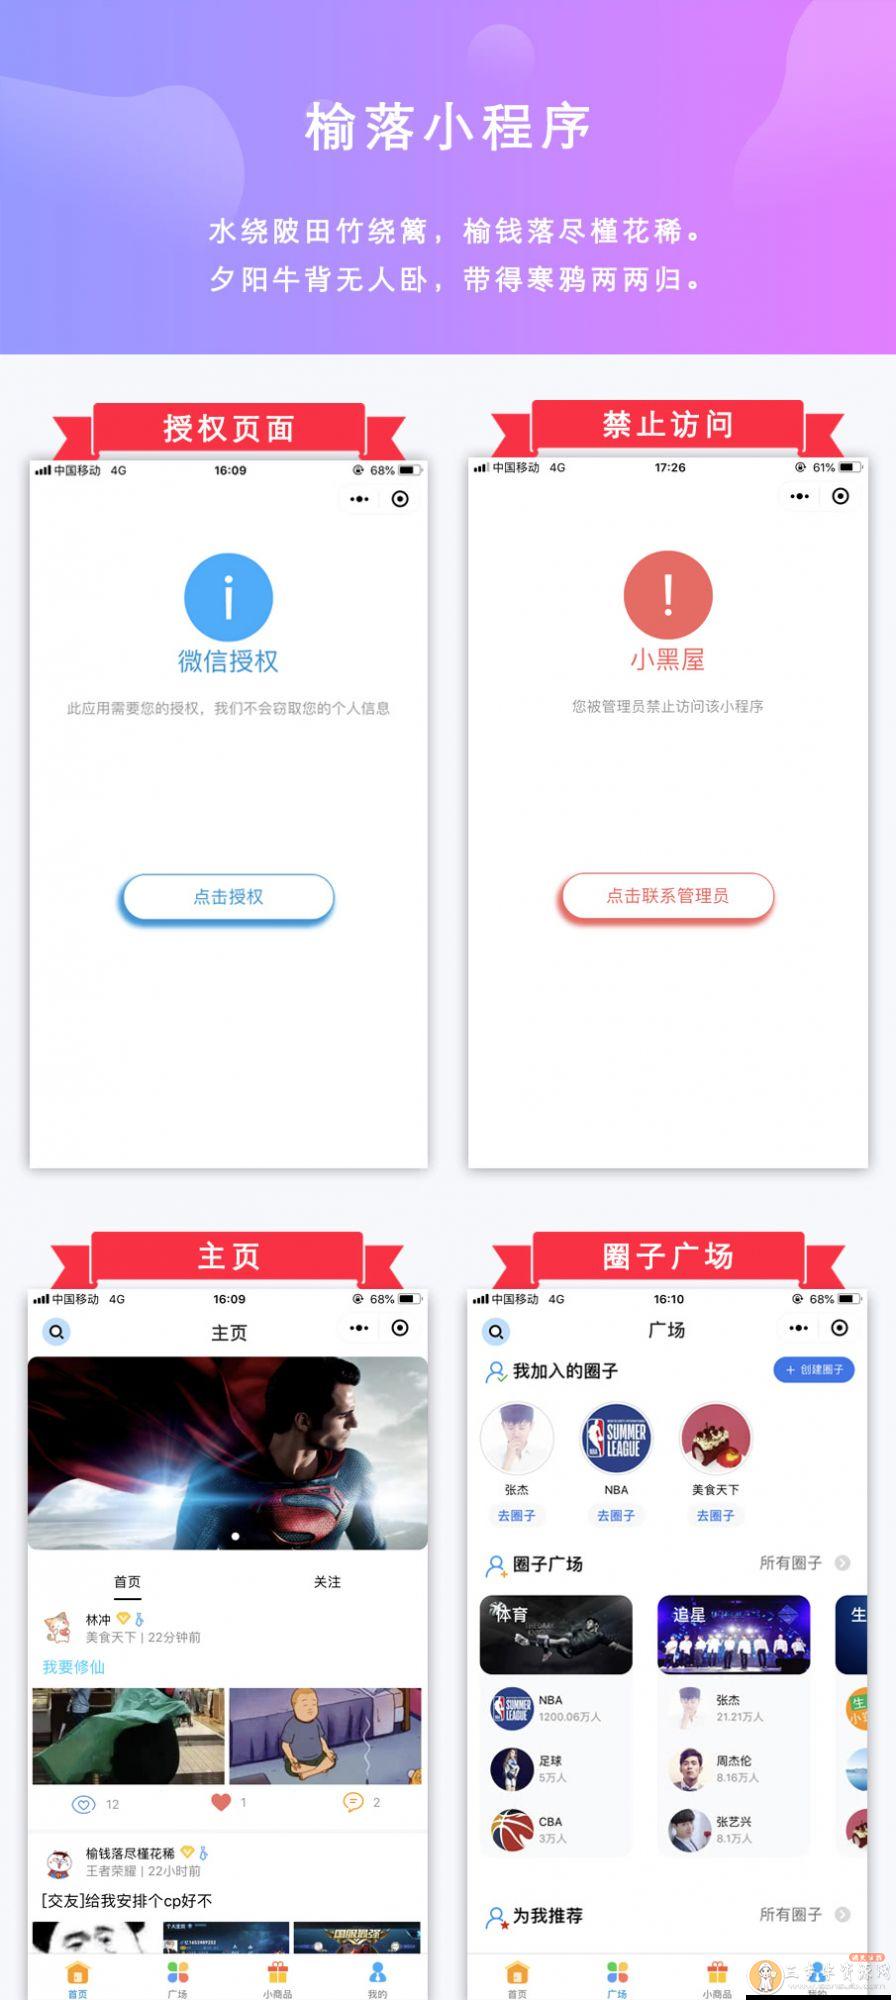 榆落小程序
水绕陂田竹绕篱，榆钱落尽槿花稀。
夕阳牛背无人卧，带得寒鸦两两归。
授权页面
中国移动 4G 16:09 68%
微信授权
此应用需要您的授权，我们不会窃取您的个人信息
点击授权
禁止访问
中国移动 4G 17:26 61%
小黑屋
您被管理员禁止访问该小程序
点击联系管理员
主页
中国移动 4G 16:09 68%
主页
首页 关注
林冲
美食天下 | 22分钟前
我要修仙
12 1 2
榆钱落尽槿花稀
王者荣耀 | 22小时前
[交友]给我安排个cp好不
个人主页
国服最强
首页 广场 小商品 我的
圈子广场
中国移动 4G 16:10 68%
广场
我加入的圈子 + 创建圈子
SUMMER LEAGUE
张杰 NBA 美食天下
去圈子 去圈子 去圈子
圈子广场 所有圈子
体育 追星 生
NBA
1200.06万人
足球
5万人
CBA
3万人
张杰
21.21万人
周杰伦
8.16万人
张艺兴
8.1万人
生
小
为我推荐 所有圈子
首页 广场 小商品 我的